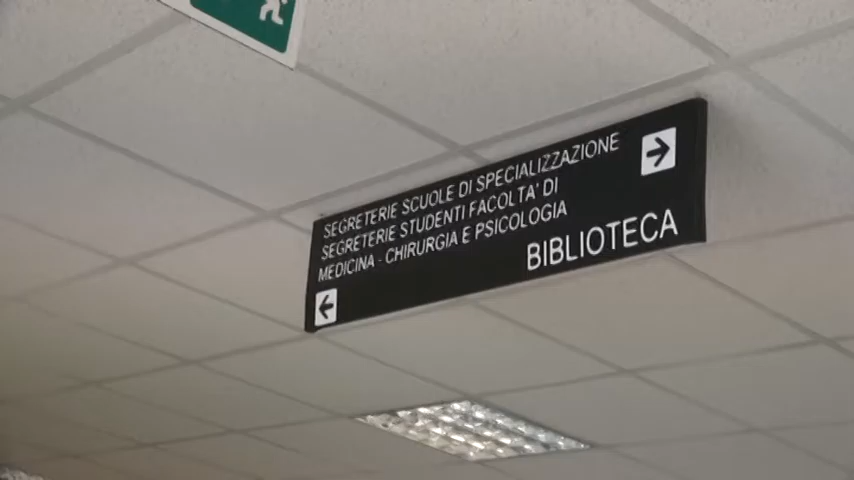 SEGRETERIE SCUOLE DI SPECIALIZZAZIONE
SEGRETERIE STUDENTI FACOLTA' DI
MEDICINA - CHIRURGIA E PSICOLOGIA
BIBLIOTECA